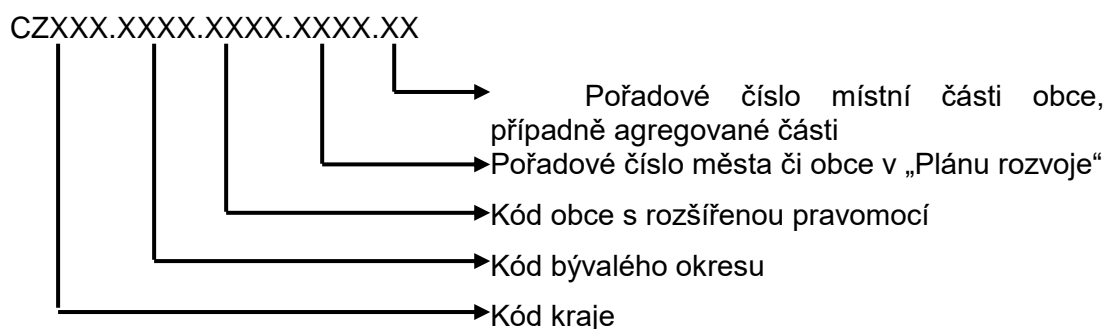 CZXXX.XXXX.XXXX.XXXX.XX
Pořadové číslo místní části obce,
případně agregované části
Pořadové číslo města či obce v „Plánu rozvoje“
Kód obce s rozšířenou pravomocí
Kód bývalého okresu
Kód kraje